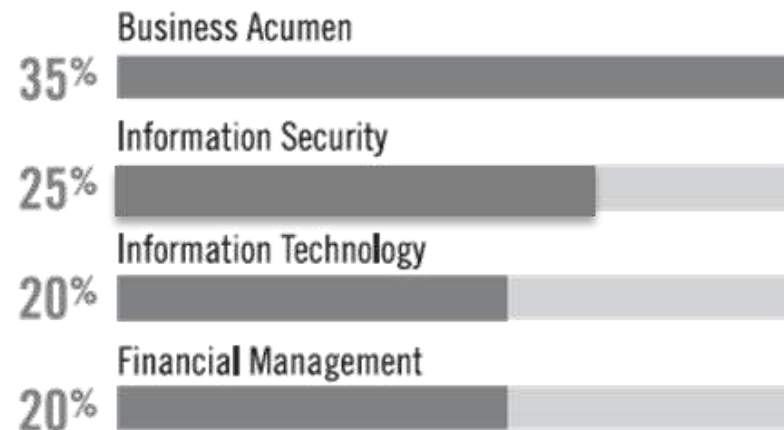 Business Acumen
35%
Information Security
25%
Information Technology
20%
Financial Management
20%